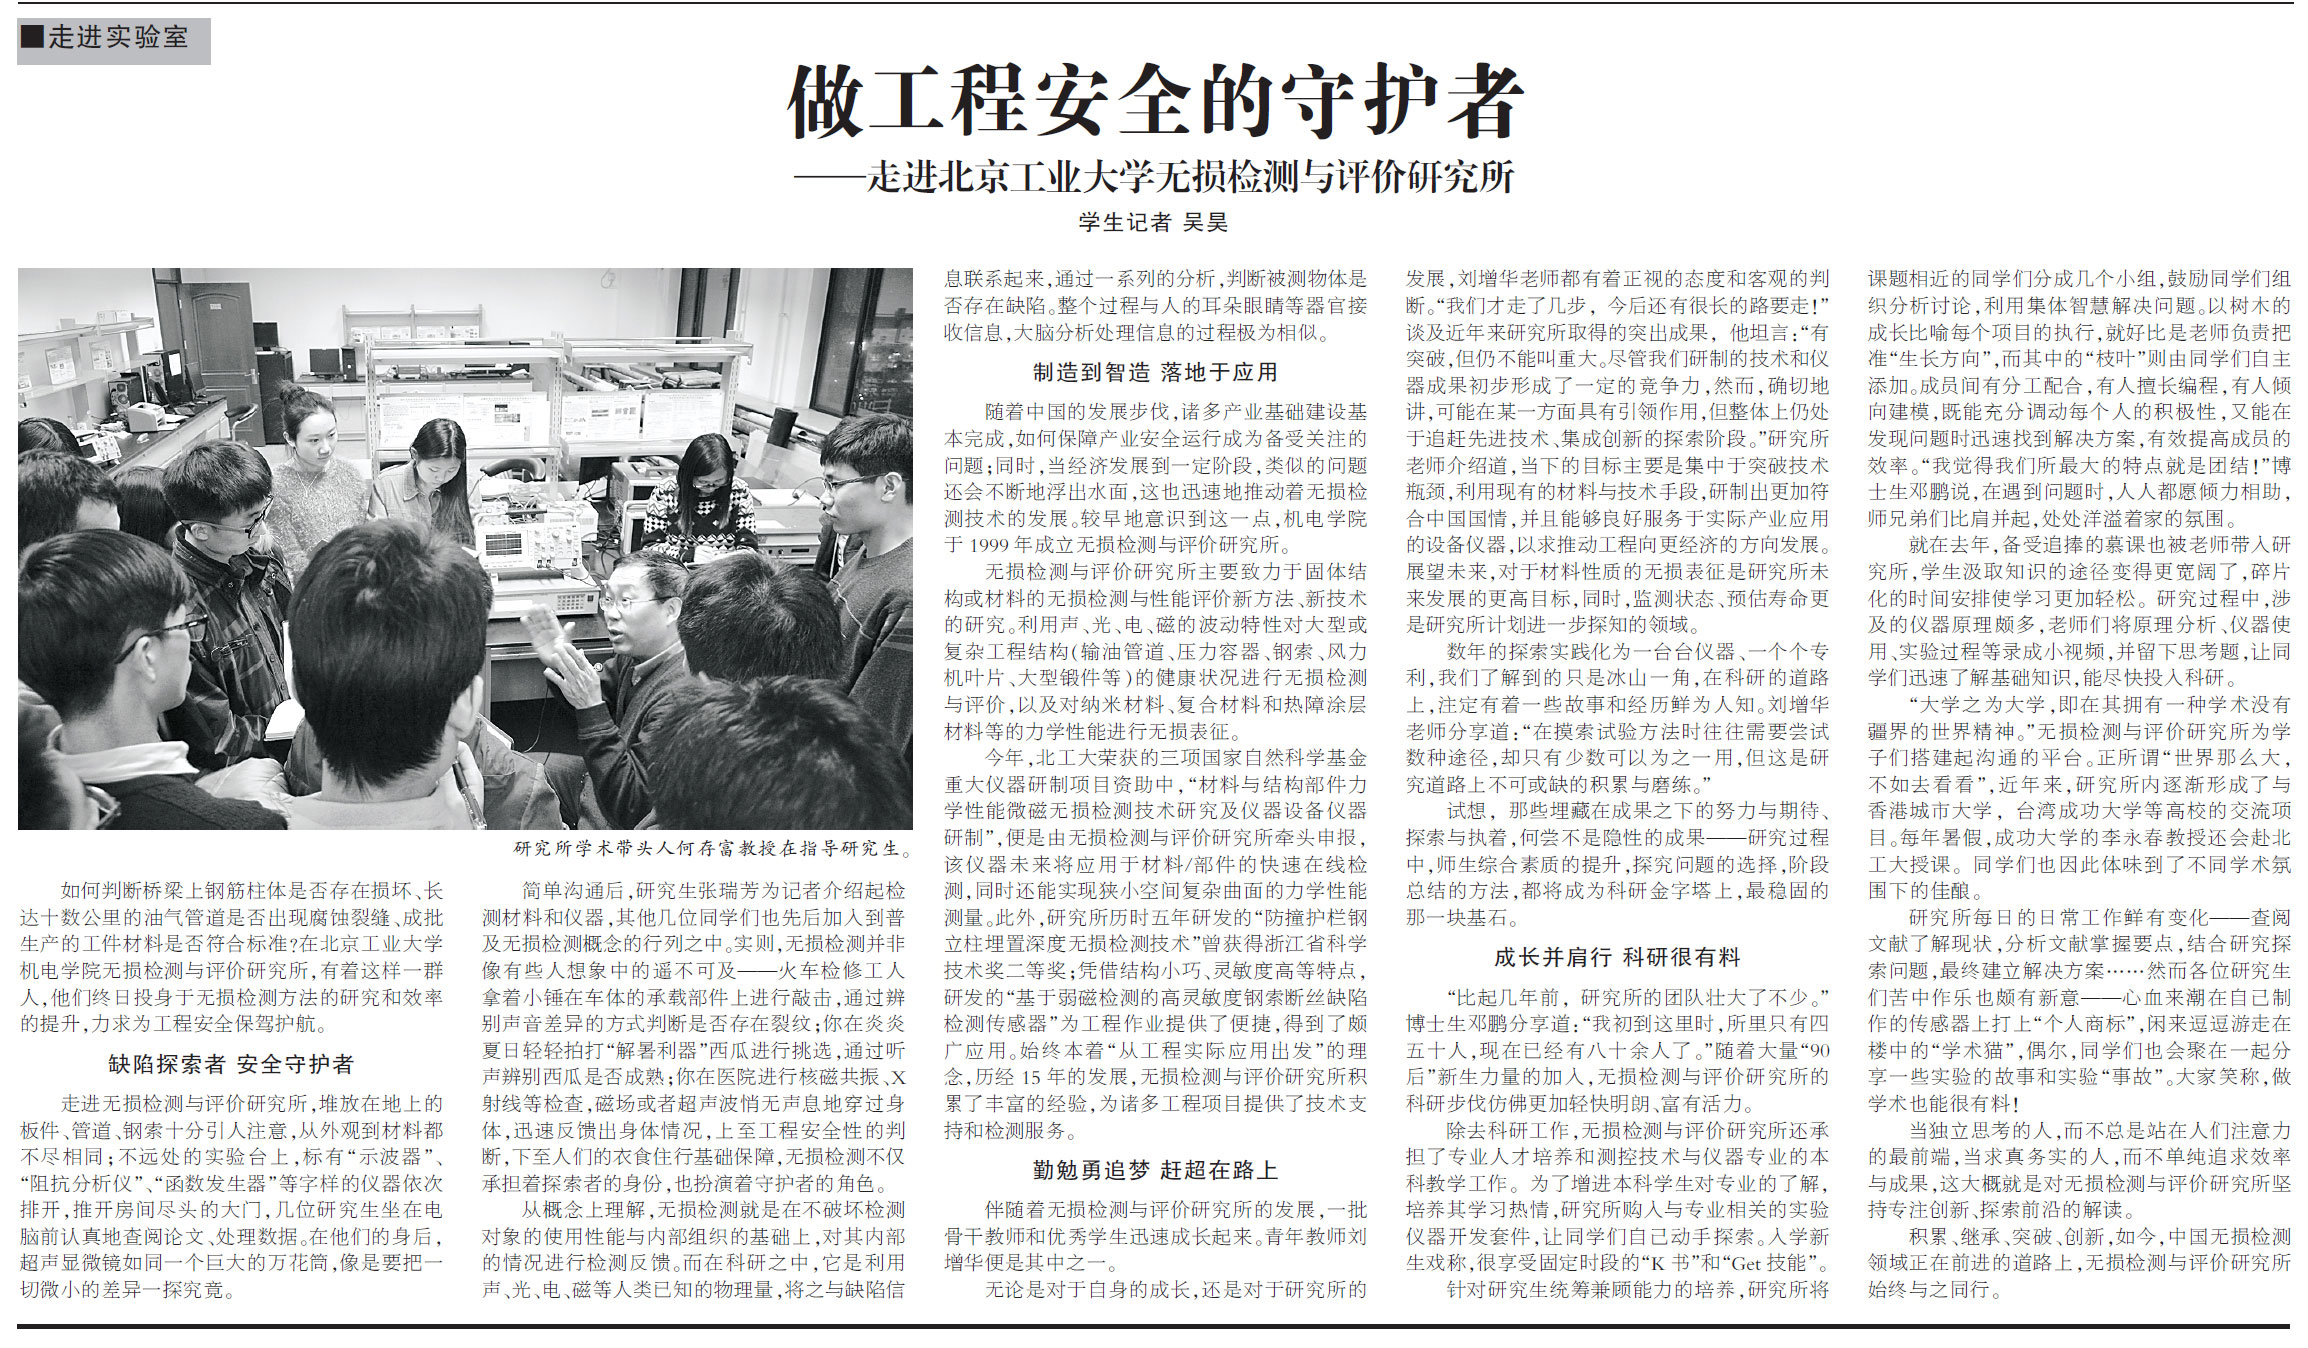 ■走进实验室
做工程安全的守护者
——走进北京工业大学无损检测与评价研究所
学生记者 吴昊
研究所学术带头人何存富教授在指导研究生。
如何判断桥梁上钢筋柱体是否存在损坏、长
达十数公里的油气管道是否出现腐蚀裂缝、成批
生产的工件材料是否符合标准?在北京工业大学
机电学院无损检测与评价研究所,有着这样一群
人,他们终日投身于无损检测方法的研究和效率
的提升,力求为工程安全保驾护航。
缺陷探索者 安全守护者
走进无损检测与评价研究所,堆放在地上的
板件、管道、钢索十分引人注意,从外观到材料都
不尽相同;不远处的实验台上,标有“示波器”、
“阻抗分析仪”、“函数发生器”等字样的仪器依次
排开,推开房间尽头的大门,几位研究生坐在电
脑前认真地查阅论文、处理数据。在他们的身后,
超声显微镜如同一个巨大的万花筒,像是要把一
切微小的差异一探究竟。
简单沟通后,研究生张瑞芳为记者介绍起检
测材料和仪器,其他几位同学们也先后加入到普
及无损检测概念的行列之中。实则,无损检测并非
像有些人想象中的遥不可及——火车检修工人
拿着小锤在车体的承载部件上进行敲击,通过辨
别声音差异的方式判断是否存在裂纹;你在炎炎
夏日轻轻拍打“解暑利器”西瓜进行挑选,通过听
声辨别西瓜是否成熟;你在医院进行核磁共振、X
射线等检查,磁场或者超声波悄无声息地穿过身
体,迅速反馈出身体情况,上至工程安全性的判
断,下至人们的衣食住行基础保障,无损检测不仅
承担着探索者的身份,也扮演着守护者的角色。
从概念上理解,无损检测就是在不破坏检测
对象的使用性能与内部组织的基础上,对其内部
的情况进行检测反馈。而在科研之中,它是利用
声、光、电、磁等人类已知的物理量,将之与缺陷信
息联系起来,通过一系列的分析,判断被测物体是
否存在缺陷。整个过程与人的耳朵眼睛等器官接
收信息,大脑分析处理信息的过程极为相似。
制造到智造 落地于应用
随着中国的发展步伐,诸多产业基础建设基
本完成,如何保障产业安全运行成为备受关注的
问题;同时,当经济发展到一定阶段,类似的问题
还会不断地浮出水面,这也迅速地推动着无损检
测技术的发展。较早地意识到这一点,机电学院
于 1999 年成立无损检测与评价研究所。
无损检测与评价研究所主要致力于固体结
构或材料的无损检测与性能评价新方法、新技术
的研究。利用声、光、电、磁的波动特性对大型或
复杂工程结构(输油管道、压力容器、钢索、风力
机叶片、大型锻件等)的健康状况进行无损检测
与评价,以及对纳米材料、复合材料和热障涂层
材料等的力学性能进行无损表征。
今年,北工大荣获的三项国家自然科学基金
重大仪器研制项目资助中,“材料与结构部件力
学性能微磁无损检测技术研究及仪器设备仪器
研制”,便是由无损检测与评价研究所牵头申报,
该仪器未来将应用于材料/部件的快速在线检
测,同时还能实现狭小空间复杂曲面的力学性能
测量。此外,研究所历时五年研发的“防撞护栏钢
立柱埋置深度无损检测技术”曾获得浙江省科学
技术奖二等奖;凭借结构小巧、灵敏度高等特点,
研发的“基于弱磁检测的高灵敏度钢索断丝缺陷
检测传感器”为工程作业提供了便捷,得到了颇
广应用。始终本着“从工程实际应用出发”的理
念,历经 15 年的发展,无损检测与评价研究所积
累了丰富的经验,为诸多工程项目提供了技术支
持和检测服务。
勤勉勇追梦 赶超在路上
伴随着无损检测与评价研究所的发展,一批
骨干教师和优秀学生迅速成长起来。青年教师刘
增华便是其中之一。
无论是对于自身的成长,还是对于研究所的
发展,刘增华老师都有着正视的态度和客观的判
断。“我们才走了几步，今后还有很长的路要走!”
谈及近年来研究所取得的突出成果，他坦言:“有
突破,但仍不能叫重大。尽管我们研制的技术和仪
器成果初步形成了一定的竞争力,然而,确切地
讲,可能在某一方面具有引领作用,但整体上仍处
于追赶先进技术、集成创新的探索阶段。”研究所
老师介绍道,当下的目标主要是集中于突破技术
瓶颈,利用现有的材料与技术手段,研制出更加符
合中国国情,并且能够良好服务于实际产业应用
的设备仪器,以求推动工程向更经济的方向发展。
展望未来,对于材料性质的无损表征是研究所未
来发展的更高目标,同时,监测状态、预估寿命更
是研究所计划进一步探知的领域。
数年的探索实践化为一台台仪器、一个个专
利,我们了解到的只是冰山一角,在科研的道路
上,注定有着一些故事和经历鲜为人知。刘增华
老师分享道:“在摸索试验方法时往往需要尝试
数种途径,却只有少数可以为之一用,但这是研
究道路上不可或缺的积累与磨练。”
试想，那些埋藏在成果之下的努力与期待、
探索与执着,何尝不是隐性的成果——研究过程
中,师生综合素质的提升,探究问题的选择,阶段
总结的方法,都将成为科研金字塔上,最稳固的
那一块基石。
成长并肩行 科研很有料
“比起几年前，研究所的团队壮大了不少。”
博士生邓鹏分享道:“我初到这里时,所里只有四
五十人,现在已经有八十余人了。”随着大量“90
后”新生力量的加入,无损检测与评价研究所的
科研步伐仿佛更加轻快明朗、富有活力。
除去科研工作,无损检测与评价研究所还承
担了专业人才培养和测控技术与仪器专业的本
科教学工作。为了增进本科学生对专业的了解,
培养其学习热情,研究所购入与专业相关的实验
仪器开发套件,让同学们自己动手探索。入学新
生戏称,很享受固定时段的“K 书”和“Get 技能”。
针对研究生统筹兼顾能力的培养,研究所将
课题相近的同学们分成几个小组,鼓励同学们组
织分析讨论,利用集体智慧解决问题。以树木的
成长比喻每个项目的执行,就好比是老师负责把
准“生长方向”,而其中的“枝叶”则由同学们自主
添加。成员间有分工配合,有人擅长编程,有人倾
向建模,既能充分调动每个人的积极性,又能在
发现问题时迅速找到解决方案,有效提高成员的
效率。“我觉得我们所最大的特点就是团结!”博
士生邓鹏说,在遇到问题时,人人都愿倾力相助,
师兄弟们比肩并起,处处洋溢着家的氛围。
就在去年,备受追捧的慕课也被老师带入研
究所,学生汲取知识的途径变得更宽阔了,碎片
化的时间安排使学习更加轻松。研究过程中,涉
及的仪器原理颇多,老师们将原理分析、仪器使
用、实验过程等录成小视频,并留下思考题,让同
学们迅速了解基础知识,能尽快投入科研。
“大学之为大学,即在其拥有一种学术没有
疆界的世界精神。”无损检测与评价研究所为学
子们搭建起沟通的平台。正所谓“世界那么大,
不如去看看”,近年来,研究所内逐渐形成了与
香港城市大学，台湾成功大学等高校的交流项
目。每年暑假,成功大学的李永春教授还会赴北
工大授课。同学们也因此体味到了不同学术氛
围下的佳酿。
研究所每日的日常工作鲜有变化——查阅
文献了解现状,分析文献掌握要点,结合研究探
索问题,最终建立解决方案……然而各位研究生
们苦中作乐也颇有新意——心血来潮在自己制
作的传感器上打上“个人商标”,闲来逗逗游走在
楼中的“学术猫”,偶尔,同学们也会聚在一起分
享一些实验的故事和实验“事故”。大家笑称,做
学术也能很有料!
当独立思考的人,而不总是站在人们注意力
的最前端,当求真务实的人,而不单纯追求效率
与成果,这大概就是对无损检测与评价研究所坚
持专注创新、探索前沿的解读。
积累、继承、突破、创新,如今,中国无损检测
领域正在前进的道路上,无损检测与评价研究所
始终与之同行。